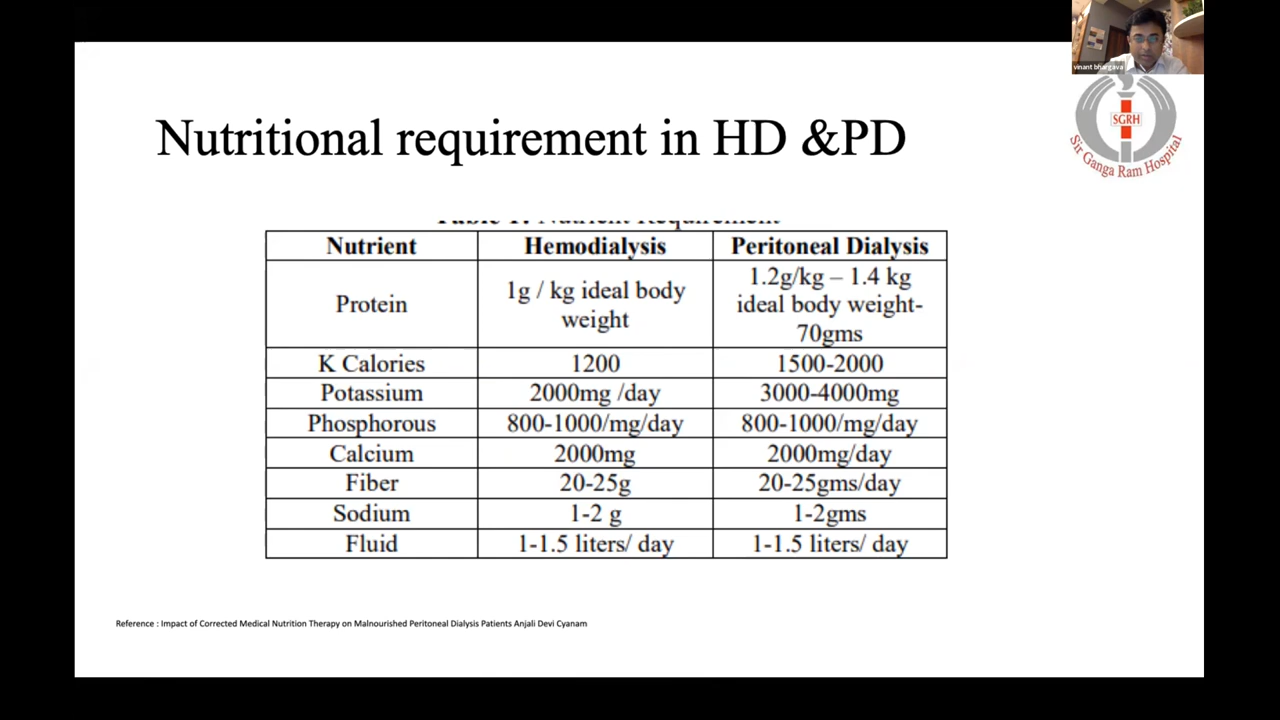 vinant bhargava
SGRH
Sir Ganga Ram Hospital
Nutritional requirement in HD &PD
Table 1: Nutrient Requirement
Nutrient Hemodialysis Peritoneal Dialysis
Protein 1g / kg ideal body weight 1.2g/kg – 1.4 kg ideal body weight- 70gms
K Calories 1200 1500-2000
Potassium 2000mg /day 3000-4000mg
Phosphorous 800-1000/mg/day 800-1000/mg/day
Calcium 2000mg 2000mg/day
Fiber 20-25g 20-25gms/day
Sodium 1-2 g 1-2gms
Fluid 1-1.5 liters/ day 1-1.5 liters/ day
Reference : Impact of Corrected Medical Nutrition Therapy on Malnourished Peritoneal Dialysis Patients Anjali Devi Cyanam